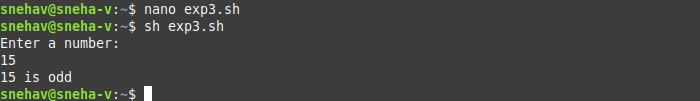 snehav@sneha-v:~$ nano exp3.sh
snehav@sneha-v:~$ sh exp3.sh
Enter a number:
15
15 is odd
snehav@sneha-v:~$